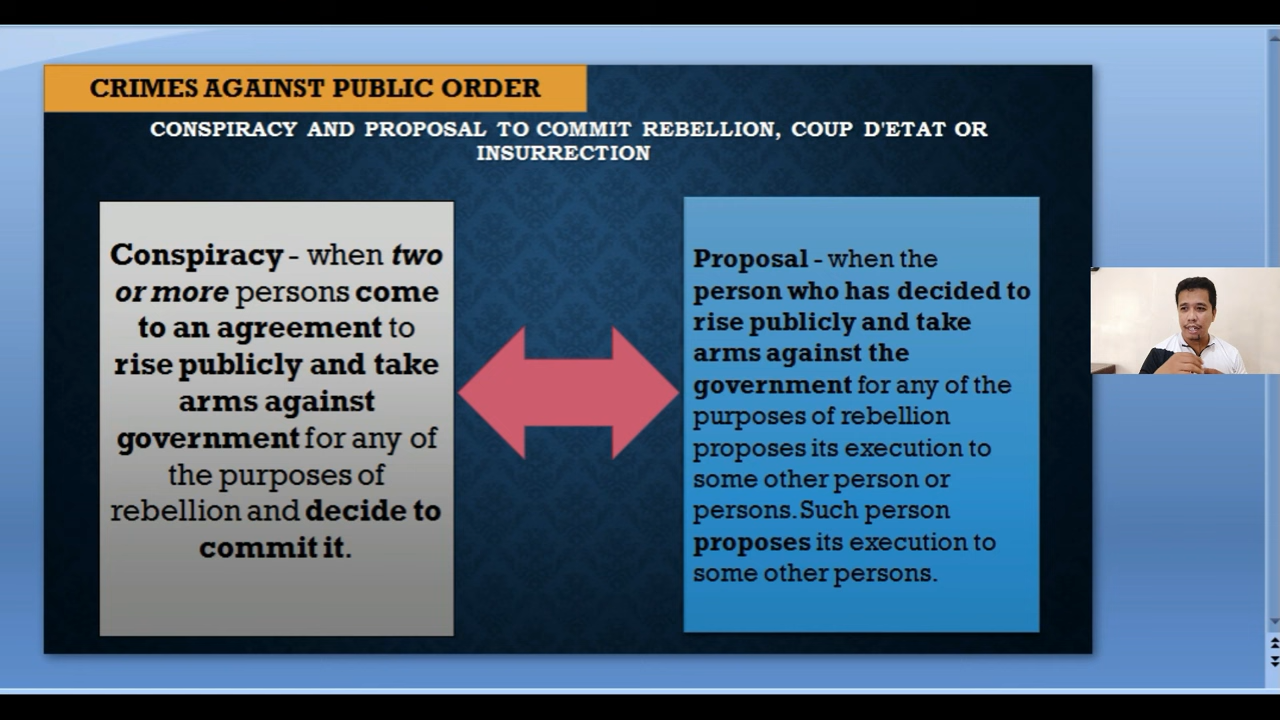 CRIMES AGAINST PUBLIC ORDER
CONSPIRACY AND PROPOSAL TO COMMIT REBELLION, COUP D'ETAT OR
INSURRECTION
Conspiracy - when two
or more persons come
to an agreement to
rise publicly and take
arms against
government for any of
the purposes of
rebellion and decide to
commit it.
Proposal - when the
person who has decided to
rise publicly and take
arms against the
government for any of the
purposes of rebellion
proposes its execution to
some other person or
persons. Such person
proposes its execution to
some other persons.